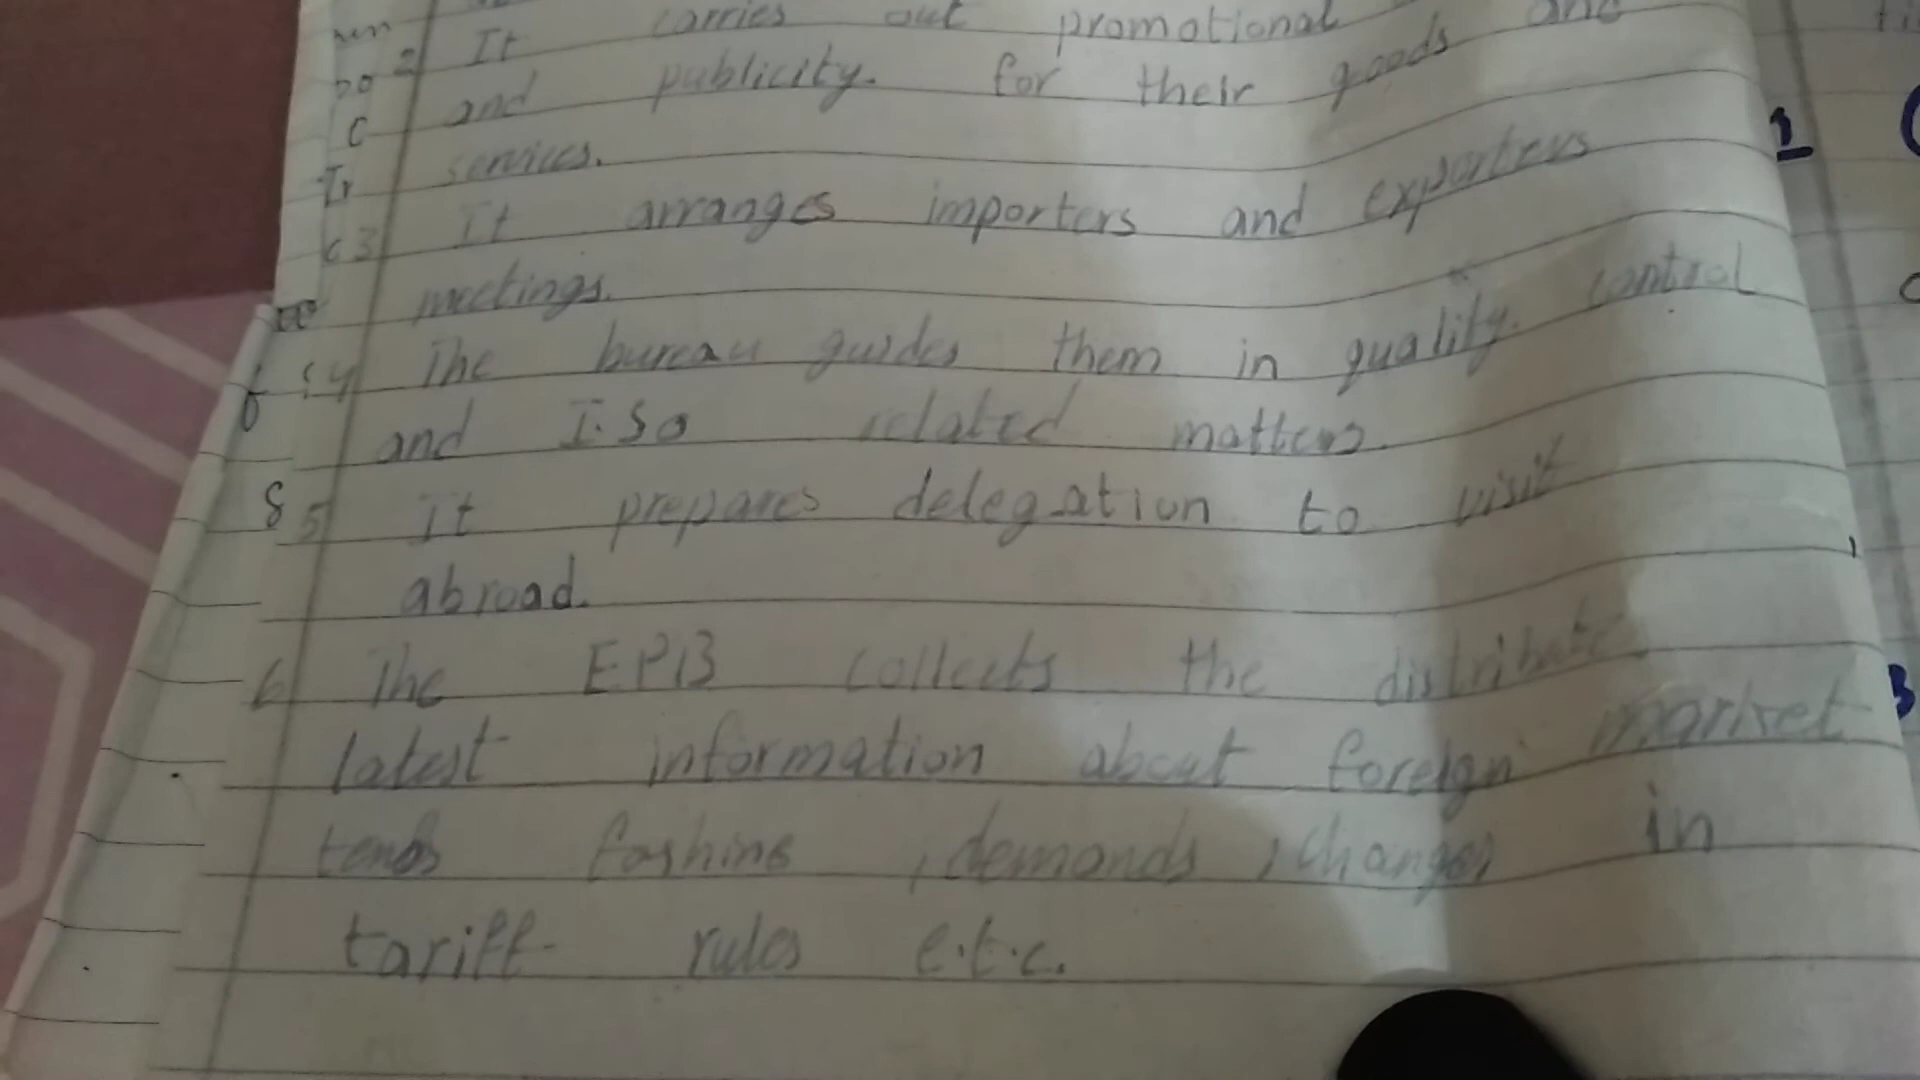 2 It carries out promotional and
and publicity. for their goods
services.
3 It arranges importers and exporters
meetings.
4 The bureau guides them in quality. control
and I.So related matters.
5 it prepares delegation to visit
abroad.
6 The EPB collects the distribute
latest information about foreign market
tends fashins , demands , changes in
tariff rules e.t.c.